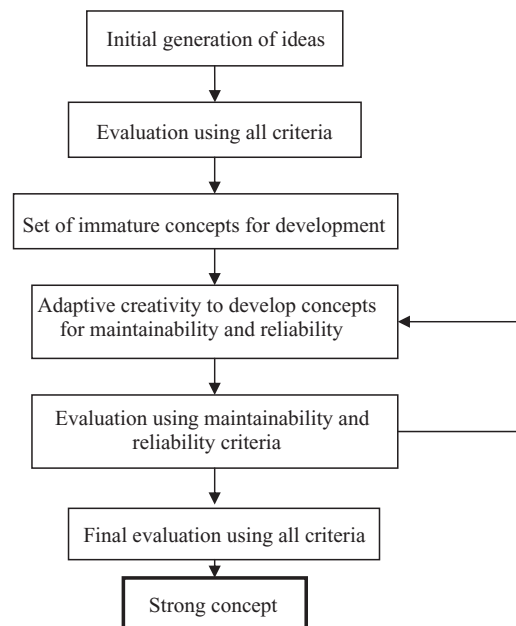 Initial generation of ideas
Evaluation using all criteria
Set of immature concepts for development
Adaptive creativity to develop concepts
for maintainability and reliability
Evaluation using maintainability and
reliability criteria
Final evaluation using all criteria
Strong concept